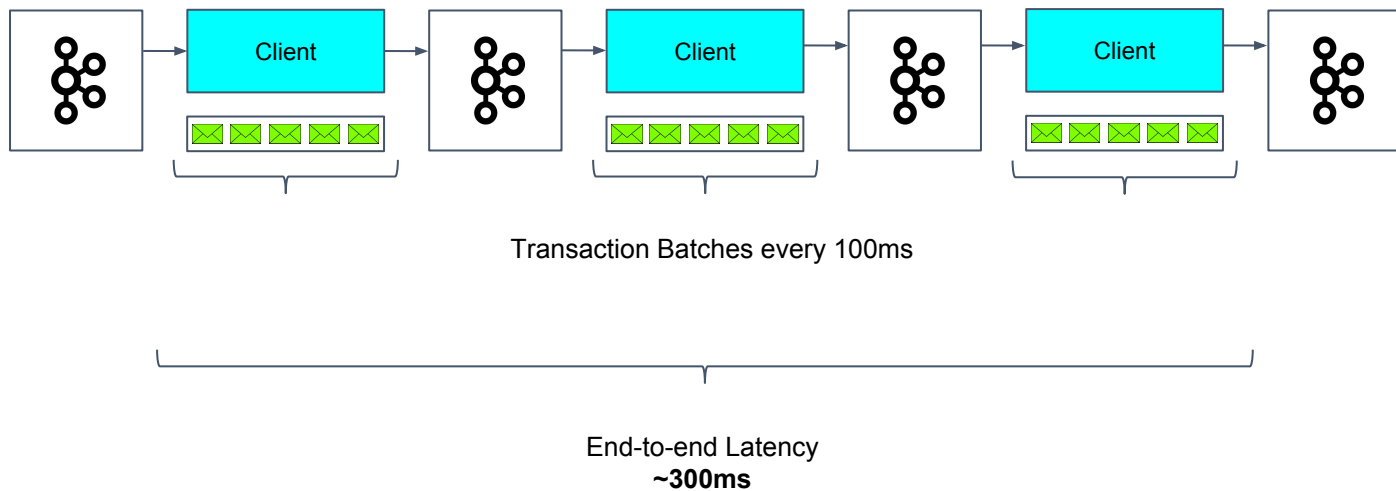 Client
Client
Client
Transaction Batches every 100ms
End-to-end Latency
~300ms